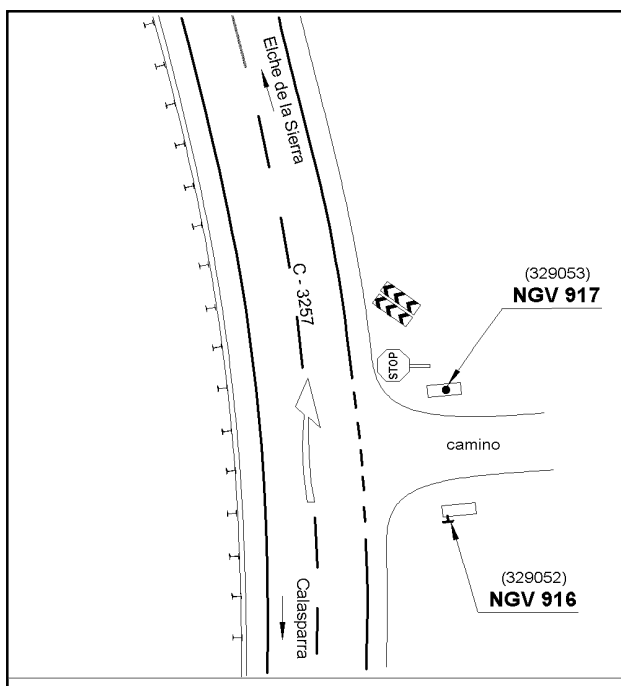 Elche de la Sierra
C - 3257
(329053)
NGV 917
STOP
camino
(329052)
NGV 916
Calasparra